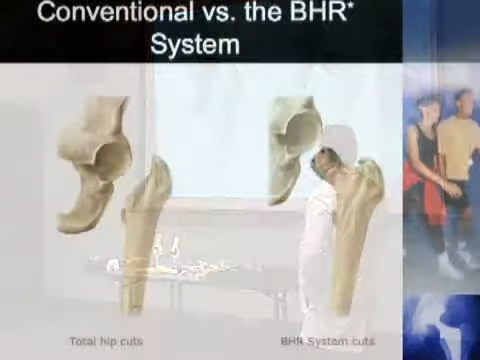 Conventional vs. the BHR*
System
Total hip cuts
BHR System cuts